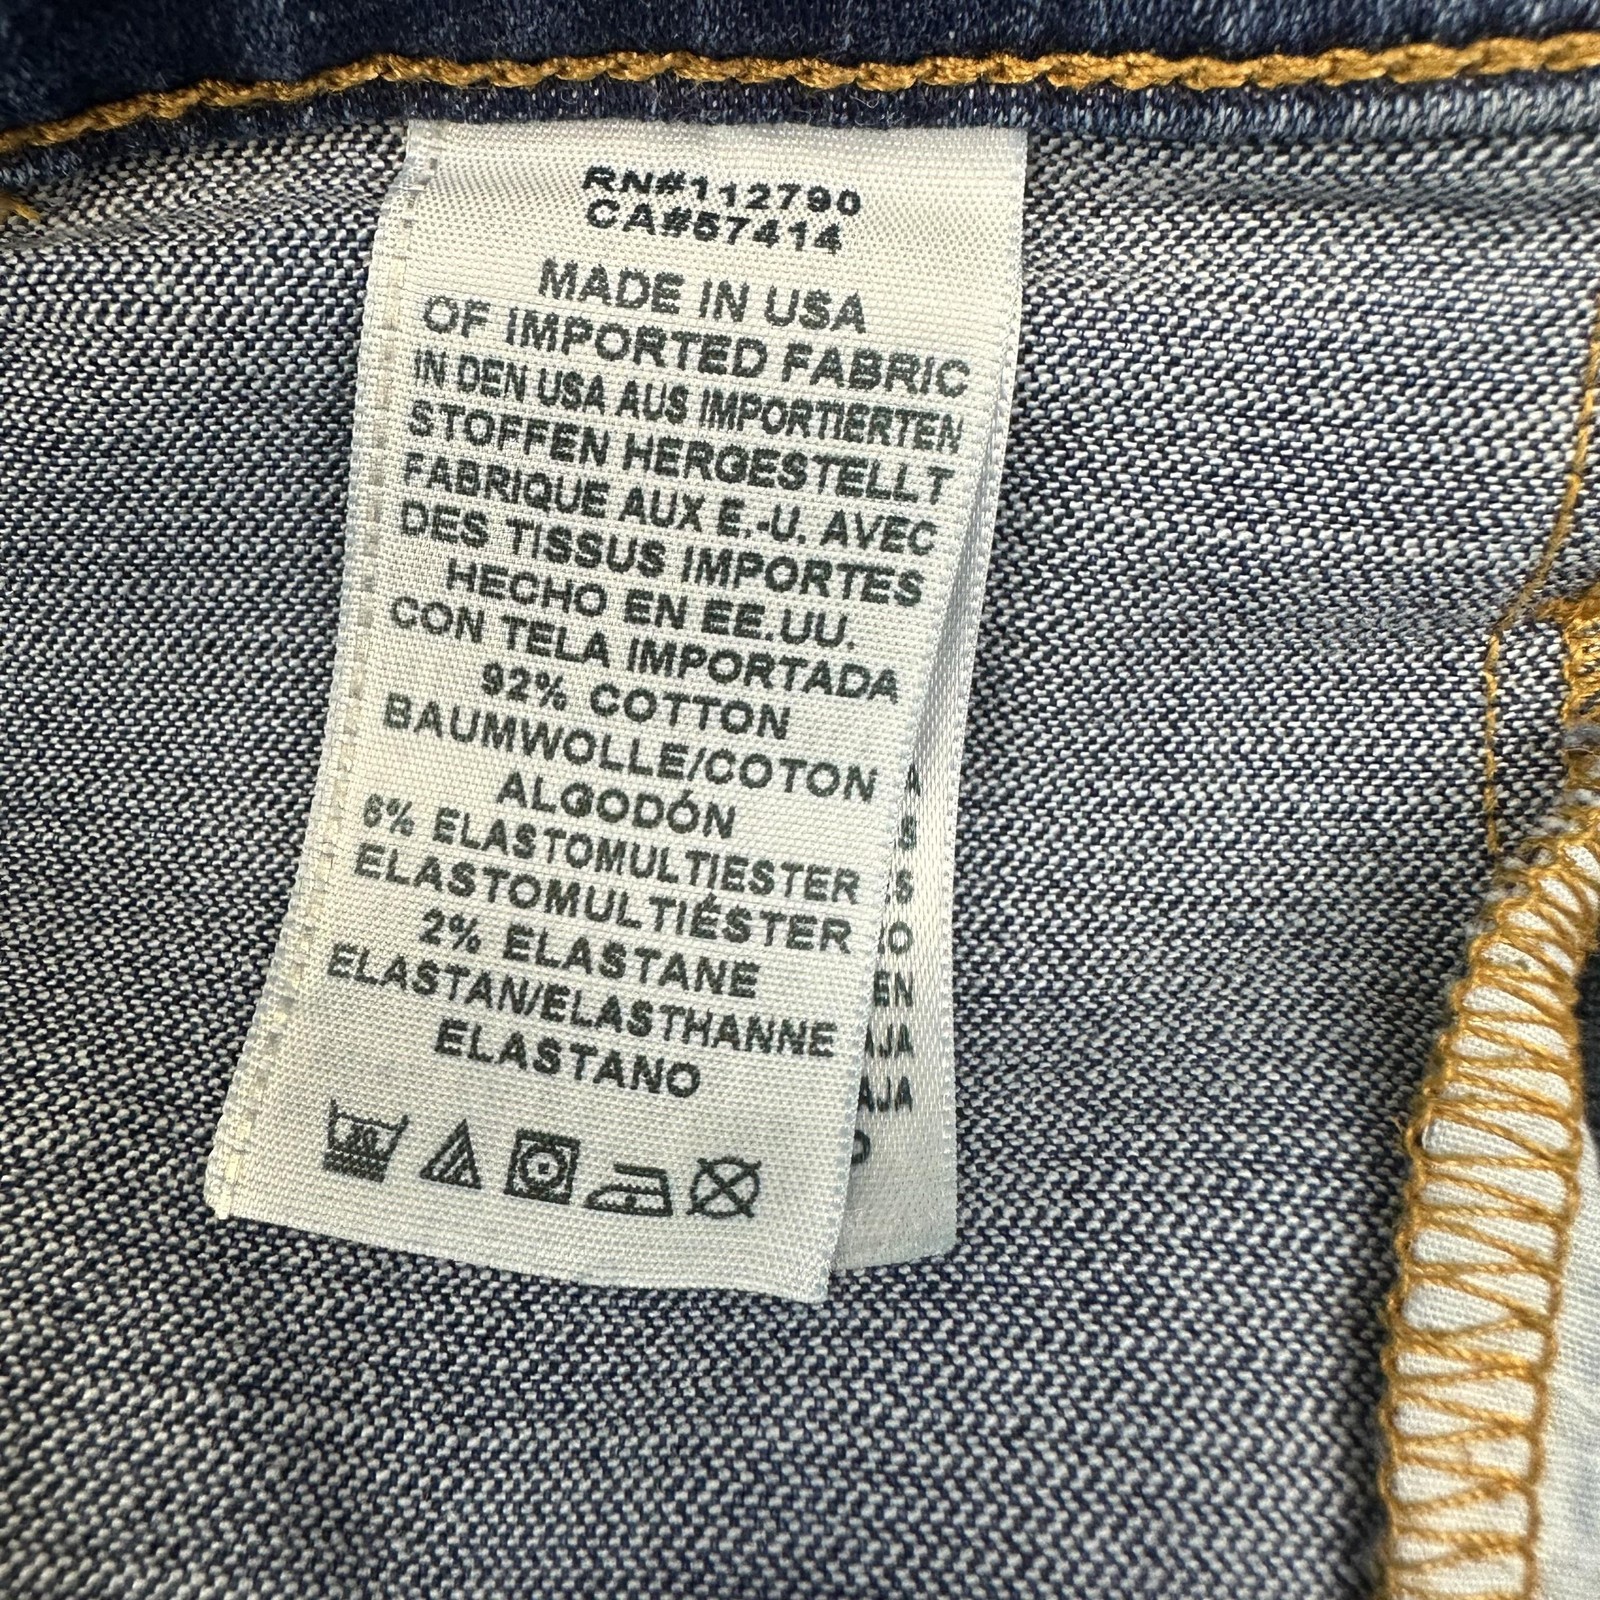 RN#112790
CA#57414
MADE IN USA
OF IMPORTED FABRIC
IN DEN USA AUS IMPORTIERTEN
STOFFEN HERGESTELLT
FABRIQUE AUX E.-U. AVEC
DES TISSUS IMPORTES
HECHO EN EE.UU.
CON TELA IMPORTADA
92% COTTON
BAUMWOLLE/COTON
ALGODÓN
6% ELASTOMULTIESTER
ELASTOMULTIÉSTER
2% ELASTANE
ELASTAN/ELASTHANNE
ELASTANO